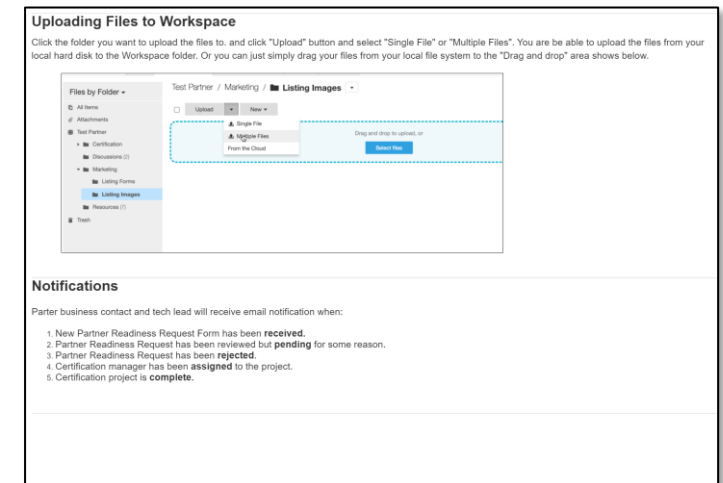 Uploading Files to Workspace
Click the folder you want to upload the files to. and click "Upload" button and select "Single File" or "Multiple Files". You are be able to upload the files from your
local hard disk to the Workspace folder. Or you can just simply drag your files from your local file system to the "Drag and drop" area shows below.
Files by Folder
Test Partner / Marketing / Listing Images
All Items
Upload New
Attachments
Single File
Test Partner
Multiple Files
Drag and drop to upload, or
Certification
From the Cloud
Select files
Discussions (2)
Marketing
Listing Forms
Listing Images
Resources (7)
Trash
Notifications
Parter business contact and tech lead will receive email notification when:
1. New Partner Readiness Request Form has been received.
2. Partner Readiness Request has been reviewed but pending for some reason.
3. Partner Readiness Request has been rejected.
4. Certification manager has been assigned to the project.
5. Certification project is complete.